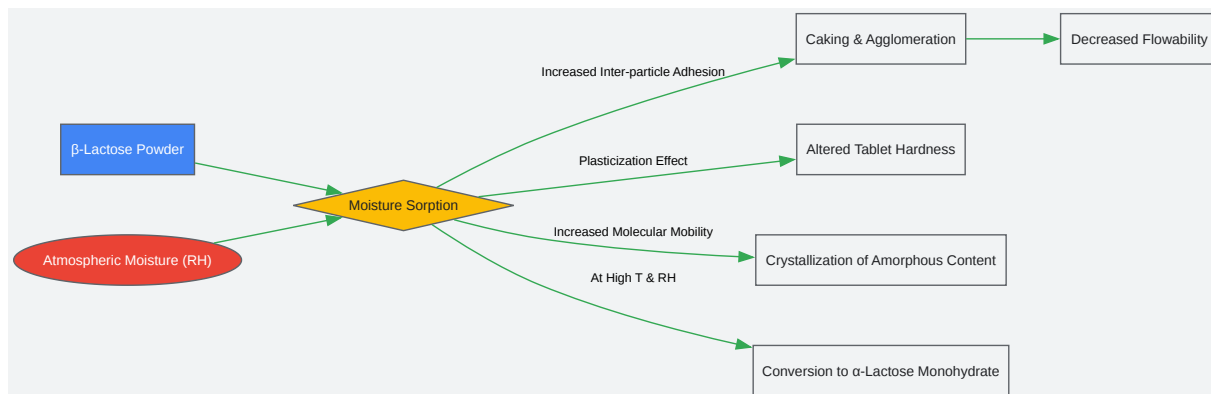 Caking & Agglomeration
Decreased Flowability
Increased Inter-particle Adhesion
β-Lactose Powder
Plasticization Effect
Altered Tablet Hardness
Moisture Sorption
Increased Molecular Mobility
Atmospheric Moisture (RH)
Crystallization of Amorphous Content
At High T & RH
Conversion to α-Lactose Monohydrate